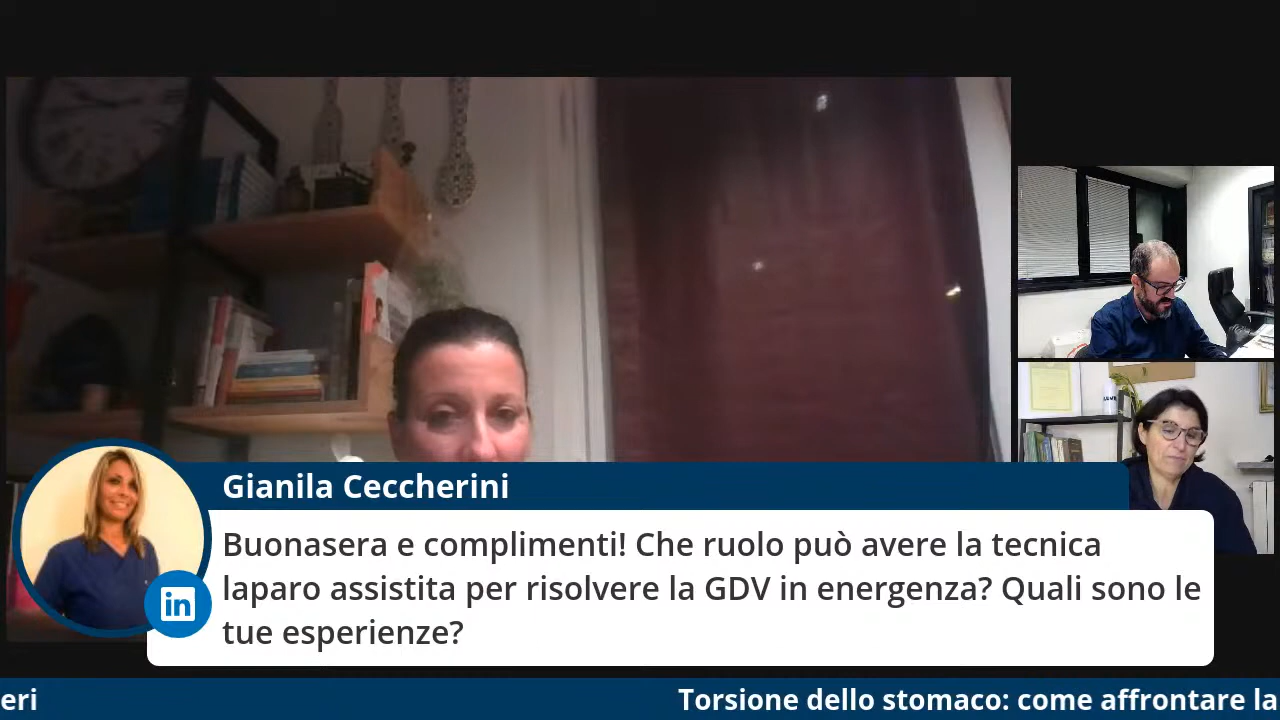 Gianila Ceccherini
Buonasera e complimenti! Che ruolo può avere la tecnica
laparo assistita per risolvere la GDV in energenza? Quali sono le
tue esperienze?
in
eri
Torsione dello stomaco: come affrontare la